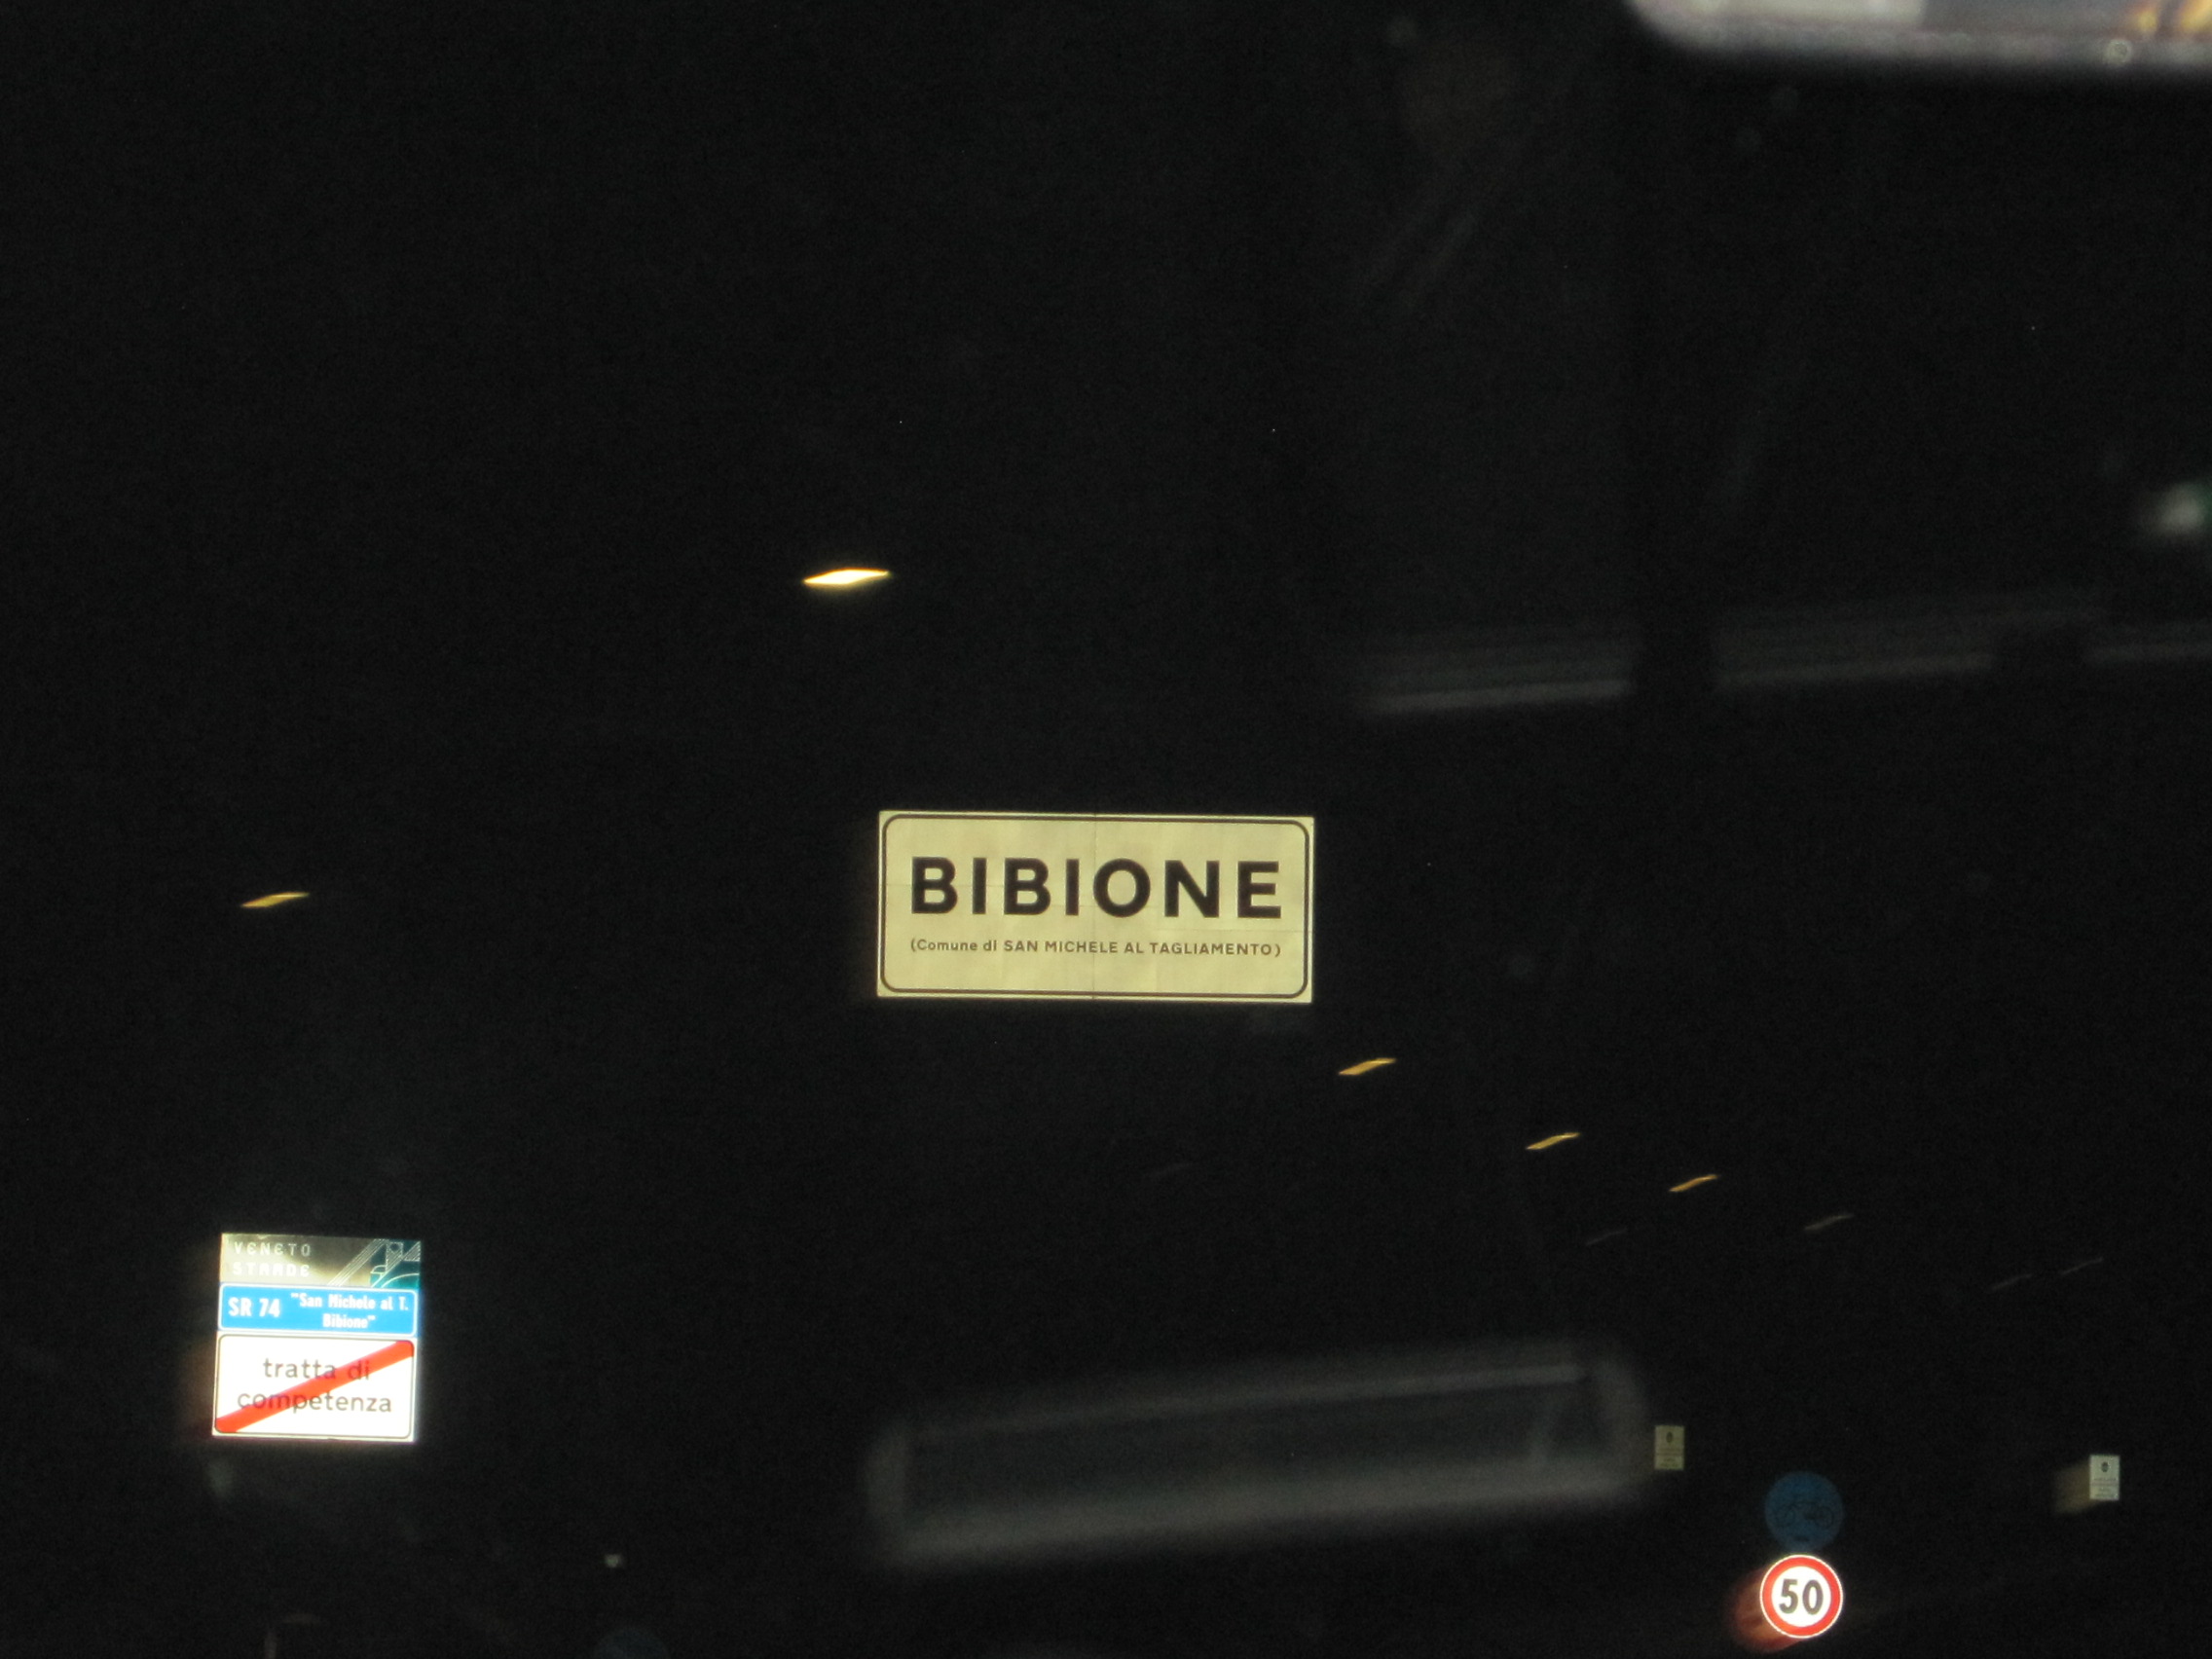 BIBIONE
(Comune di SAN MICHELE AL TAGLIAMENTO)
VENETO
STRADE
SR 74 "San Michele al T.
Bibione"
tratta di
competenza
50